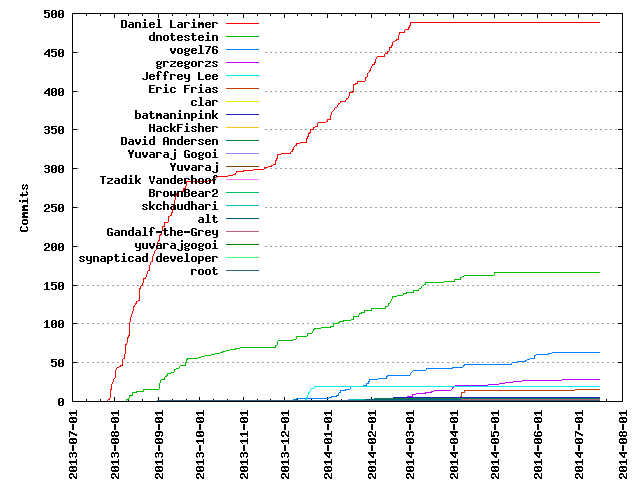 500
450
400
350
300
250
200
150
100
50
0
Commits
Daniel Larimer
dnotestein
vogel76
grzegorzs
Jeffrey Lee
Eric Frias
clar
batmaninpink
HackFisher
David Andersen
Yuvaraj Gogoi
Yuvaraj
Tzadik Vanderhoof
BrownBear2
skchaudhari
alt
Gandalf-the-Grey
yuvarajgogoi
synapticad developer
root
2013-07-01
2013-08-01
2013-09-01
2013-10-01
2013-11-01
2013-12-01
2014-01-01
2014-02-01
2014-03-01
2014-04-01
2014-05-01
2014-06-01
2014-07-01
2014-08-01